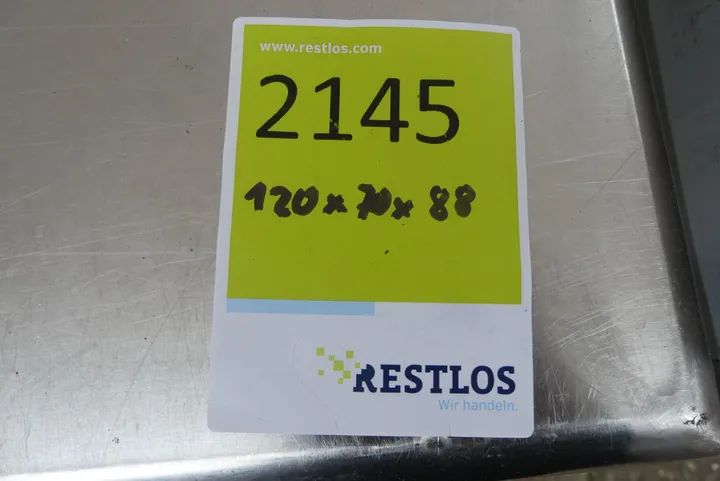 www.restlos.com
2145
120 x 70 x 88
RESTLOS
Wir handeln.